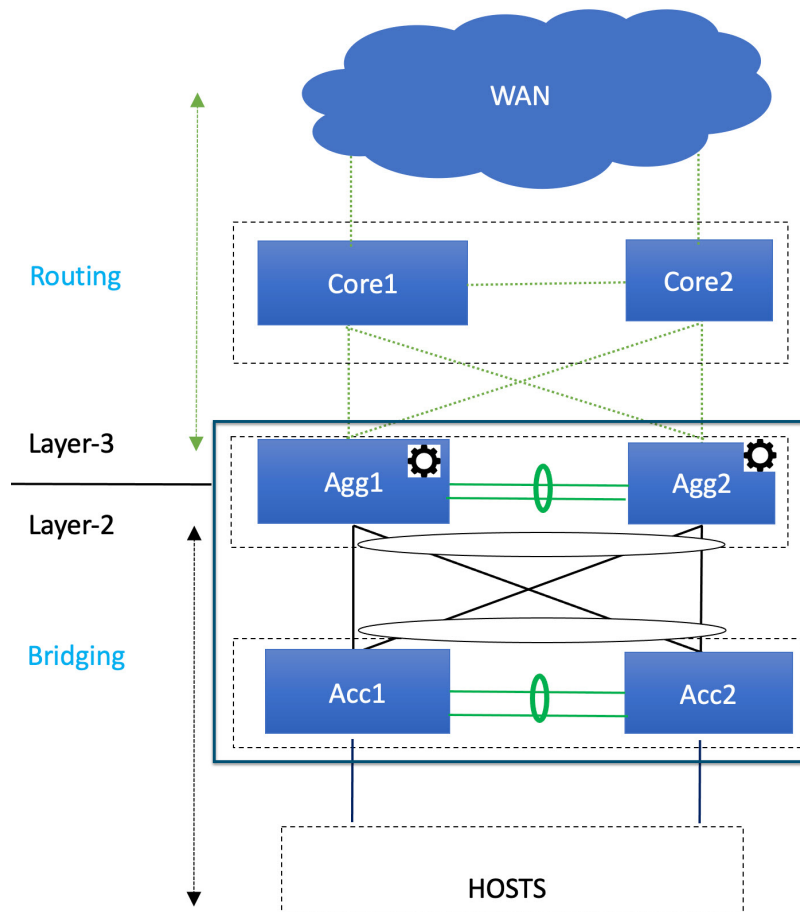 WAN
Routing
Core1
Core2
Layer-3
Agg1
Agg2
Layer-2
Bridging
Acc1
Acc2
HOSTS